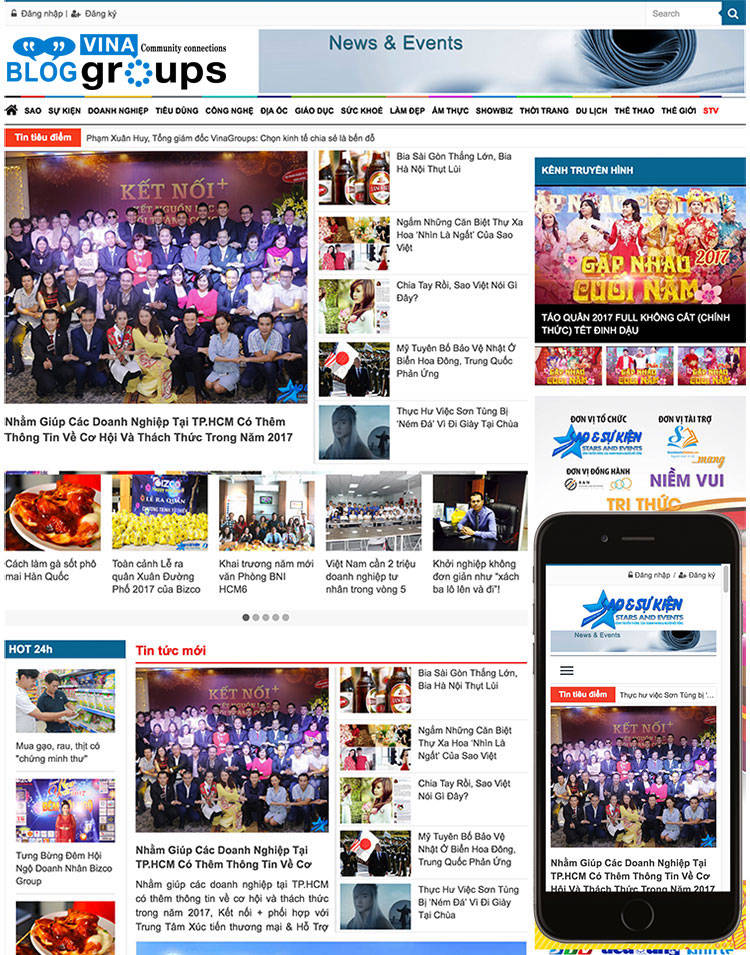 Đăng nhập | Đăng ký
Search
VINA
Community connections
BLOG groups
News & Events
SAO SỰ KIỆN DOANH NGHIỆP TIÊU DÙNG CÔNG NGHỆ ĐỊA ỐC GIÁO DỤC SỨC KHOẺ LÀM ĐẸP ẨM THỰC SHOWBIZ THỜI TRANG DU LỊCH THỂ THAO THẾ GIỚI STV
Tin tiêu điểm
Phạm Xuân Huy, Tổng giám đốc VinaGroups: Chọn kinh tế chia sẻ là bến đỗ
KẾT NỐI+
Nhằm Giúp Các Doanh Nghiệp Tại TP.HCM Có Thêm
Thông Tin Về Cơ Hội Và Thách Thức Trong Năm 2017
Bia Sài Gòn Thắng Lớn, Bia
Hà Nội Thụt Lùi
Ngắm Những Căn Biệt Thự Xa
Hoa 'Nhìn Là Ngất' Của Sao
Việt
Chia Tay Rồi, Sao Việt Nói Gì
Đây?
Mỹ Tuyên Bố Bảo Vệ Nhật Ở
Biển Hoa Đông, Trung Quốc
Phản Ứng
Thực Hư Việc Sơn Tùng Bị
'Ném Đá' Vì Đi Giày Tại Chùa
KÊNH TRUYỀN HÌNH
GẶP NHAU
CUỐI NĂM
2017
TÁO QUÂN 2017 FULL KHÔNG CẮT (CHÍNH
THỨC) TẾT ĐINH DẬU
ĐƠN VỊ TỔ CHỨC
ĐƠN VỊ TÀI TRỢ
SAO & SỰ KIỆN
STARS AND EVENTS
ĐƠN VỊ ĐỒNG HÀNH
...mang
NIỀM VUI
TRI THỨC
BIZCO
LỄ RA QUÂN
Cách làm gà sốt phô
mai Hàn Quốc
Toàn cảnh Lễ ra
quân Xuân Đường
Phố 2017 của Bizco
Khai trương năm mới
văn Phòng BNI
HCM6
Việt Nam cần 2 triệu
doanh nghiệp tư
nhân trong vòng 5
Khởi nghiệp không
đơn giản như "xách
ba lô lên và đi"!
HOT 24h
Mua gạo, rau, thịt có
"chứng minh thư"
Tưng Bừng Đêm Hội
Ngộ Doanh Nhân Bizco
Group
Tin tức mới
KẾT NỐI+
Nhằm Giúp Các Doanh Nghiệp Tại
TP.HCM Có Thêm Thông Tin Về Cơ
Nhằm giúp các doanh nghiệp tại TP.HCM
có thêm thông tin về cơ hội và thách thức
trong năm 2017, Kết nối + phối hợp với
Trung Tâm Xúc tiến thương mại & Hỗ Trợ
Bia Sài Gòn Thắng Lớn,
Bia Hà Nội Thụt Lùi
Ngắm Những Căn Biệt
Thự Xa Hoa 'Nhìn Là
Ngất' Của Sao Việt
Chia Tay Rồi, Sao Việt
Nói Gì Đây?
Mỹ Tuyên Bố Bảo Vệ
Nhật Ở Biển Hoa Đông,
Trung Quốc Phản Ứng
Thực Hư Việc Sơn Tùng
Bị 'Ném Đá' Vì Đi Giày
Tại Chùa
Đăng nhập / Đăng ký
SAO & SỰ KIỆN
STARS AND EVENTS
News & Events
Tin tiêu điểm
Thực hư việc Sơn Tùng bị '...
KẾT NỐI+
Nhằm Giúp Các Doanh Nghiệp Tại
TP.HCM Có Thêm Thông Tin Về Cơ
Hội Và Thách Thức Trong Năm 2017